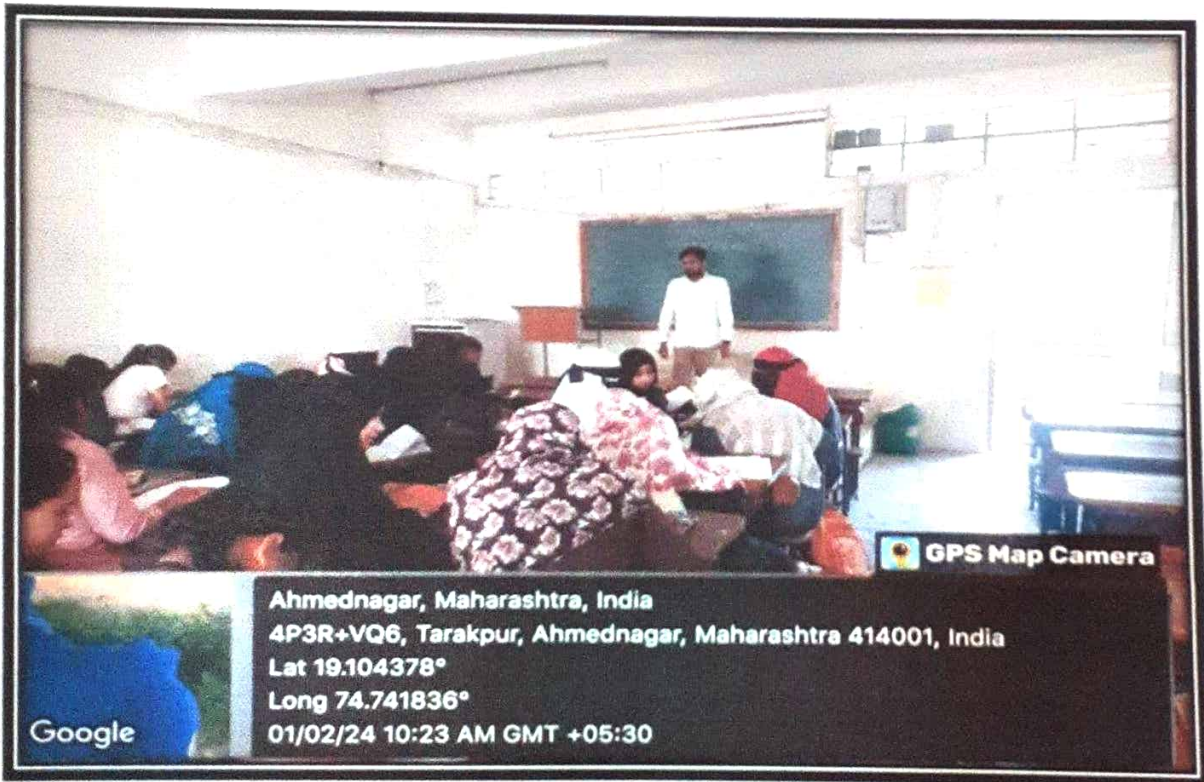 GPS Map Camera
Ahmednagar, Maharashtra, India
4P3R+VQ6, Tarakpur, Ahmednagar, Maharashtra 414001, India
Lat 19.104378°
Long 74.741836°
01/02/24 10:23 AM GMT +05:30
Google